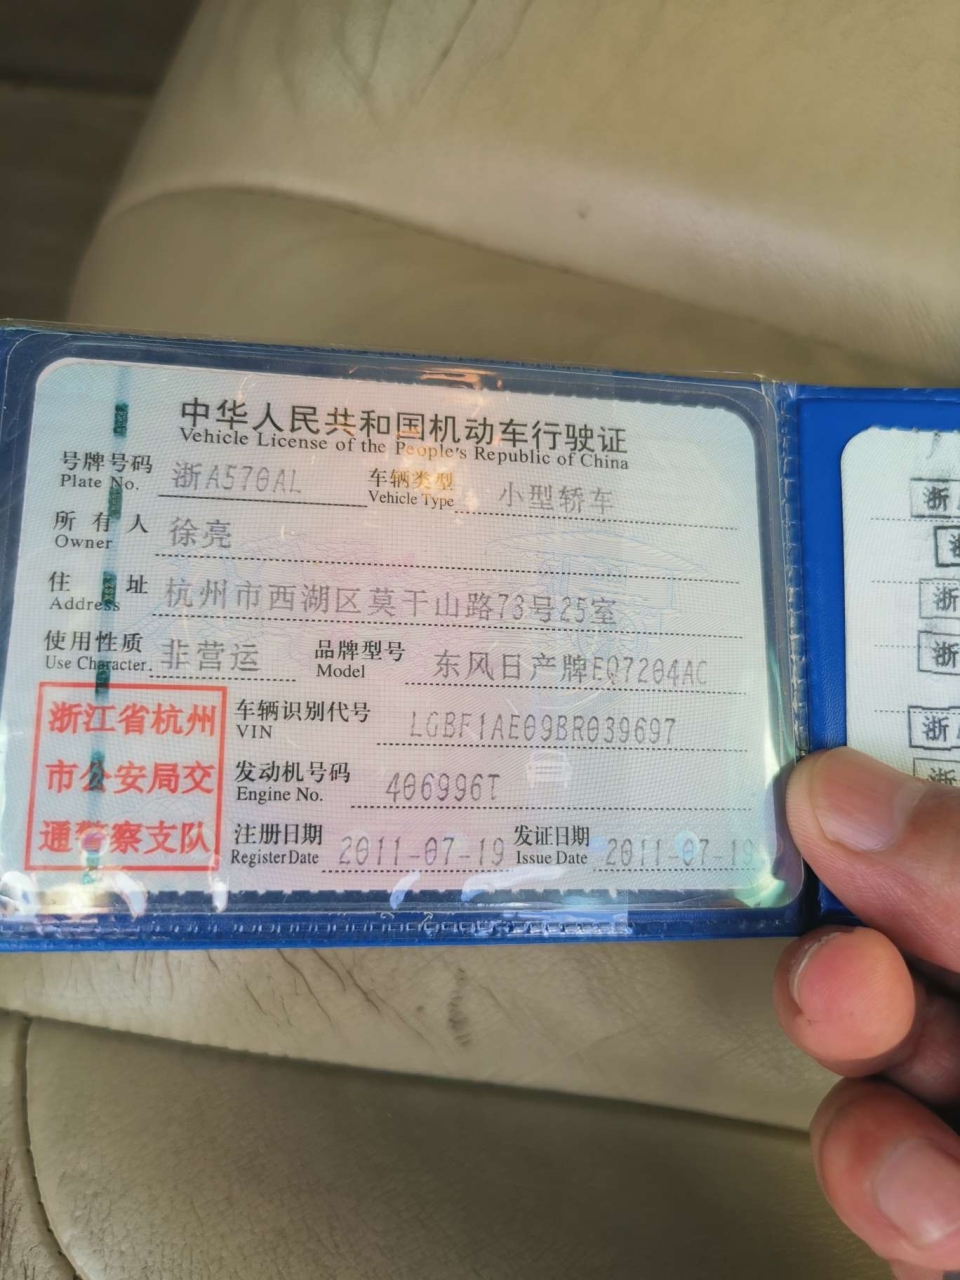 中华人民共和国机动车行驶证
Vehicle License of the People's Republic of China
号牌号码 浙A570AL 车辆类型 小型轿车
Plate No. Vehicle Type
所有人 徐亮
Owner
住址 杭州市西湖区莫干山路73号25室
Address
使用性质 非营运 品牌型号 东风日产牌EQ7204AC
Use Character Model
浙江省杭州
市公安局交
通警察支队
车辆识别代号 LGBF1AE09BR039697
VIN
发动机号码 406996T
Engine No.
注册日期 2011-07-19 发证日期 2011-07-19
Register Date Issue Date
浙
浙
浙
浙
浙